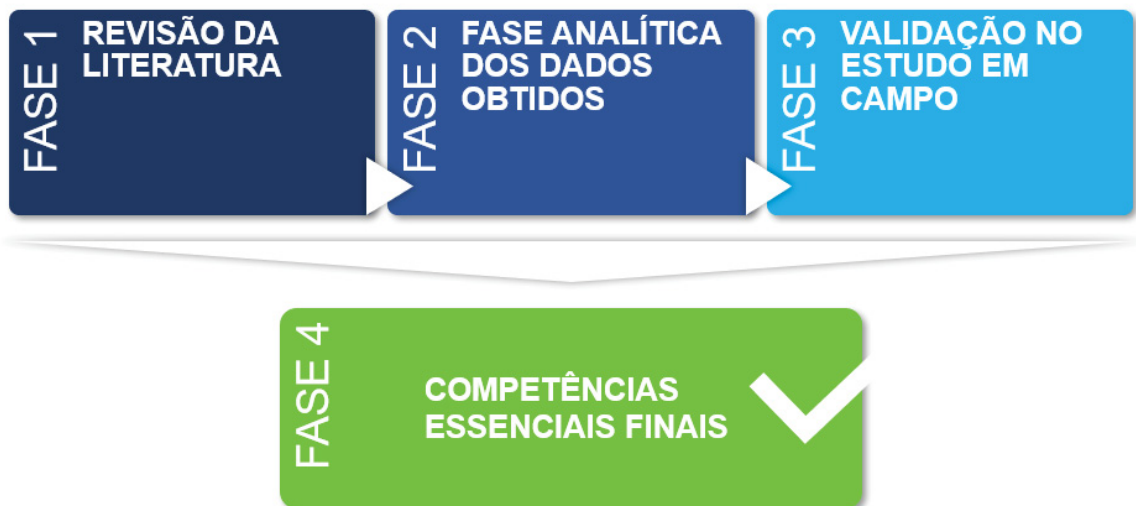 FASE 1
REVISÃO DA
LITERATURA
FASE 2
FASE ANALÍTICA
DOS DADOS
OBTIDOS
FASE 3
VALIDAÇÃO NO
ESTUDO EM
CAMPO
FASE 4
COMPETÊNCIAS
ESSENCIAIS FINAIS